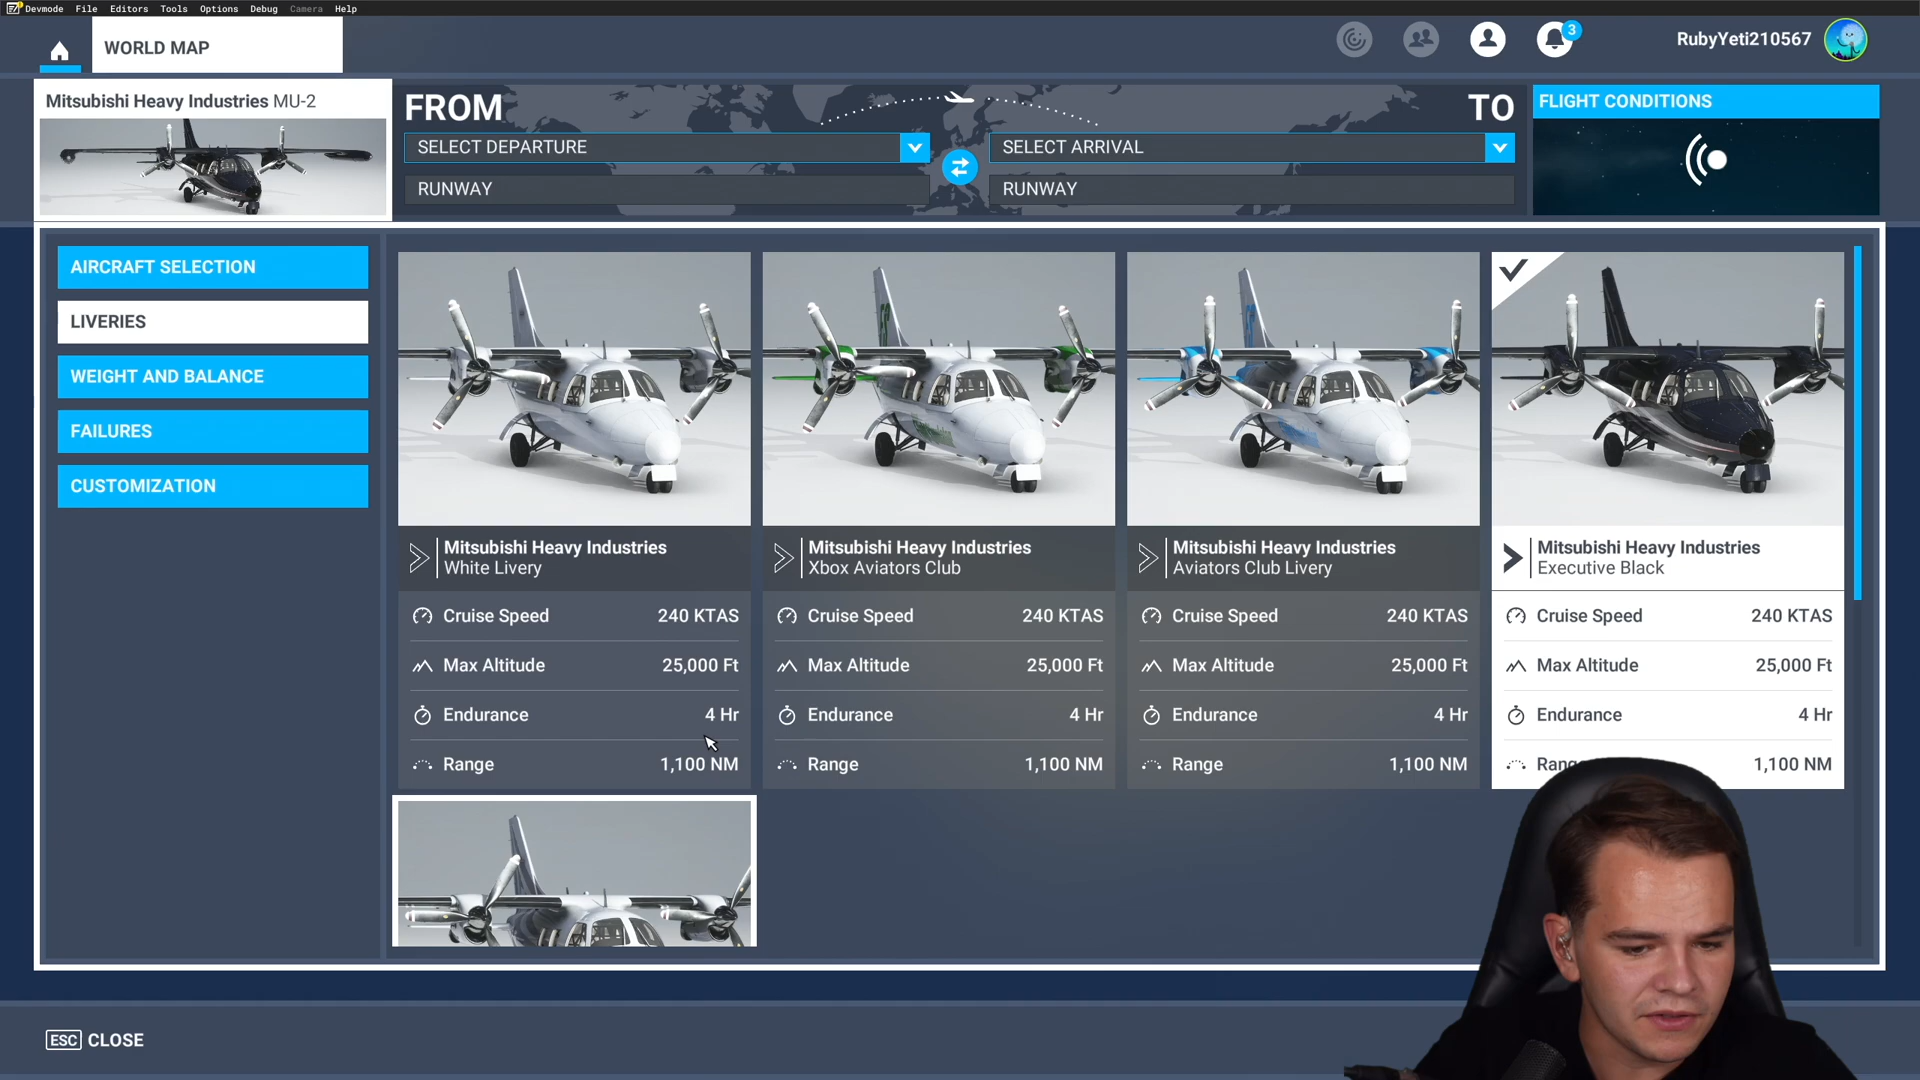 Devmode File Editors Tools Options Debug Camera Help
WORLD MAP
3
RubyYeti210567
Mitsubishi Heavy Industries MU-2
FROM
TO
SELECT DEPARTURE
SELECT ARRIVAL
RUNWAY
RUNWAY
FLIGHT CONDITIONS
AIRCRAFT SELECTION
LIVERIES
WEIGHT AND BALANCE
FAILURES
CUSTOMIZATION
Mitsubishi Heavy Industries
White Livery
Cruise Speed 240 KTAS
Max Altitude 25,000 Ft
Endurance 4 Hr
Range 1,100 NM
Mitsubishi Heavy Industries
Xbox Aviators Club
Cruise Speed 240 KTAS
Max Altitude 25,000 Ft
Endurance 4 Hr
Range 1,100 NM
Mitsubishi Heavy Industries
Aviators Club Livery
Cruise Speed 240 KTAS
Max Altitude 25,000 Ft
Endurance 4 Hr
Range 1,100 NM
Mitsubishi Heavy Industries
Executive Black
Cruise Speed 240 KTAS
Max Altitude 25,000 Ft
Endurance 4 Hr
Range 1,100 NM
ESC CLOSE